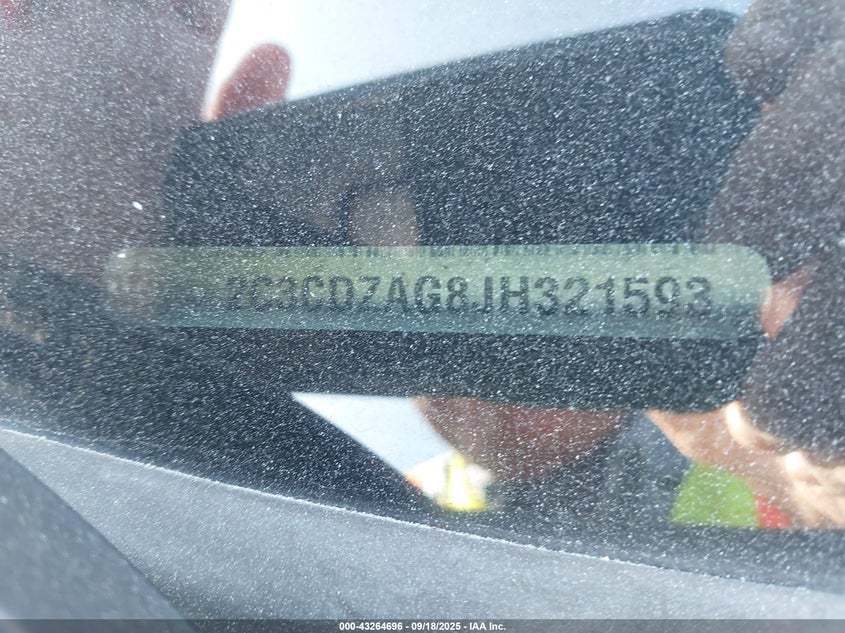 2C3CDZAG8JH321593
000-43264696 | 09/18/2025 - IAA Inc.